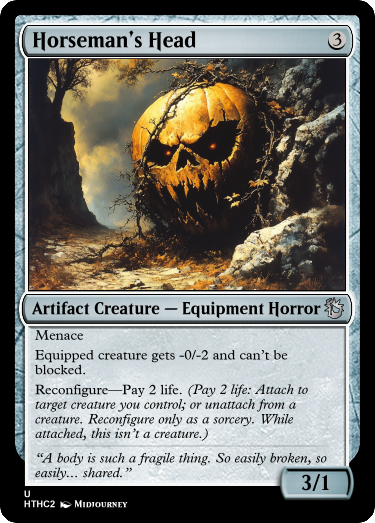 Horseman's Head
3
Artifact Creature — Equipment Horror
Menace
Equipped creature gets -0/-2 and can't be
blocked.
Reconfigure—Pay 2 life. (Pay 2 life: Attach to
target creature you control; or unattach from a
creature. Reconfigure only as a sorcery. While
attached, this isn't a creature.)
“A body is such a fragile thing. So easily broken, so
easily… shared.”
3/1
U
HTHC2 Midjourney